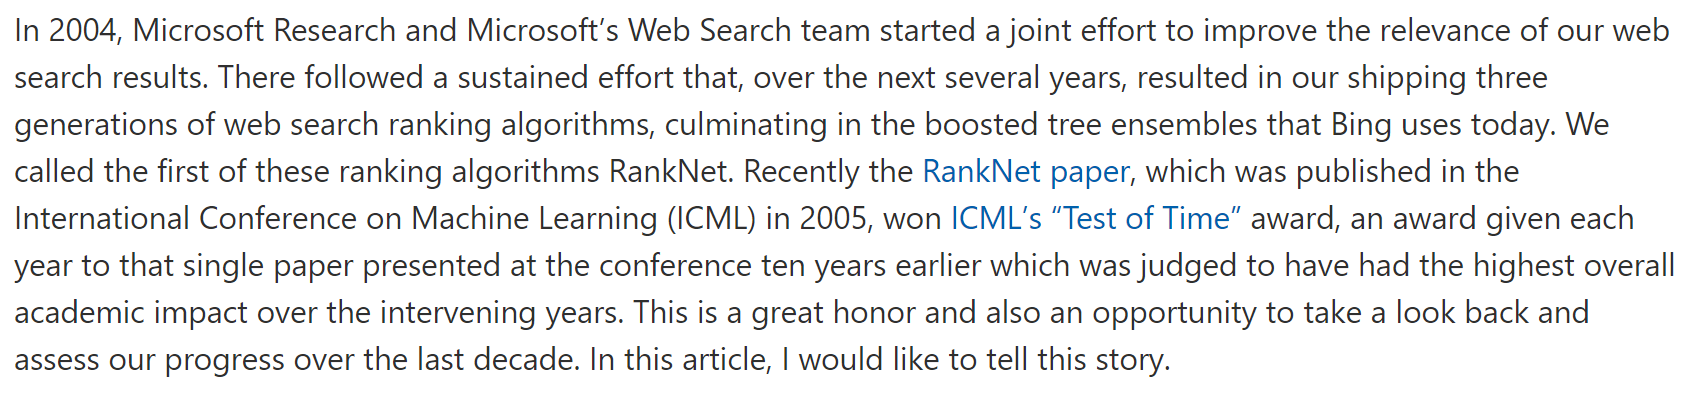 In 2004, Microsoft Research and Microsoft’s Web Search team started a joint effort to improve the relevance of our web
search results. There followed a sustained effort that, over the next several years, resulted in our shipping three
generations of web search ranking algorithms, culminating in the boosted tree ensembles that Bing uses today. We
called the first of these ranking algorithms RankNet. Recently the RankNet paper, which was published in the
International Conference on Machine Learning (ICML) in 2005, won ICML’s “Test of Time” award, an award given each
year to that single paper presented at the conference ten years earlier which was judged to have had the highest overall
academic impact over the intervening years. This is a great honor and also an opportunity to take a look back and
assess our progress over the last decade. In this article, I would like to tell this story.